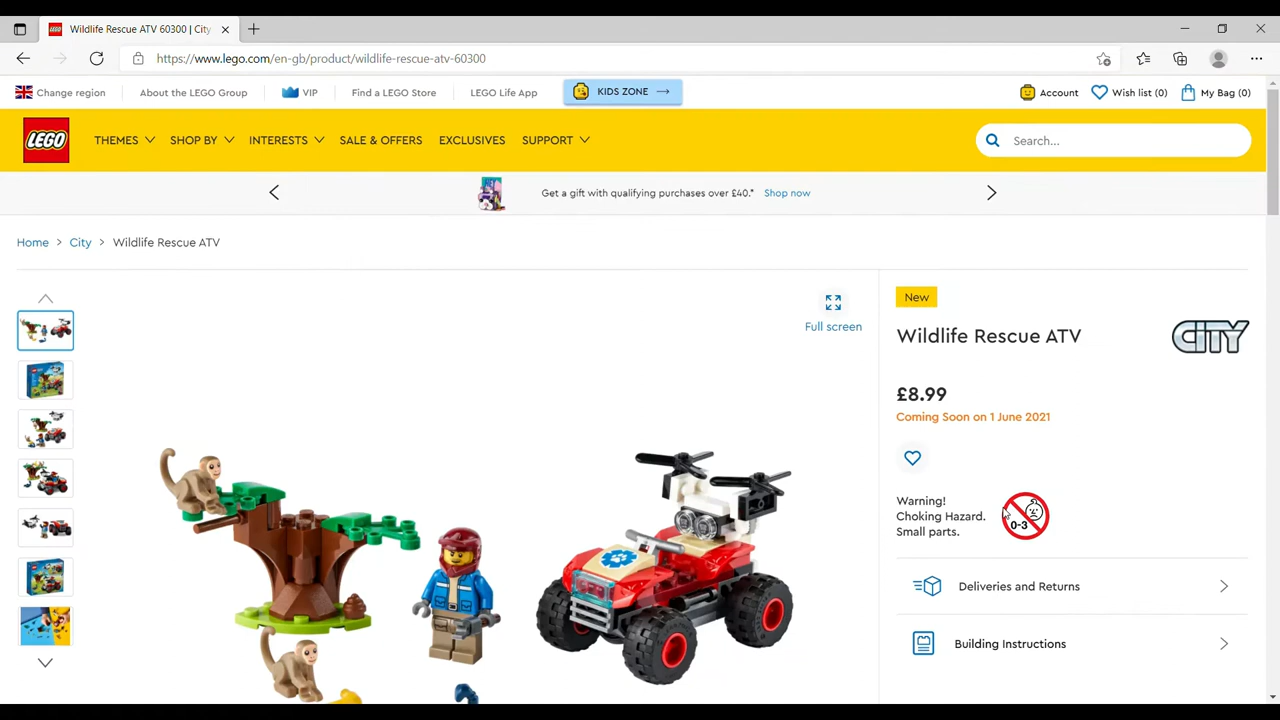 Wildlife Rescue ATV 60300 | City
https://www.lego.com/en-gb/product/wildlife-rescue-atv-60300
Change region
About the LEGO Group
VIP
Find a LEGO Store
LEGO Life App
KIDS ZONE
Account
Wish list (0)
My Bag (0)
LEGO
THEMES
SHOP BY
INTERESTS
SALE & OFFERS
EXCLUSIVES
SUPPORT
Search...
Get a gift with qualifying purchases over £40.* Shop now
Home > City > Wildlife Rescue ATV
Full screen
New
Wildlife Rescue ATV
CITY
£8.99
Coming Soon on 1 June 2021
Warning!
Choking Hazard.
Small parts.
0-3
Deliveries and Returns
Building Instructions